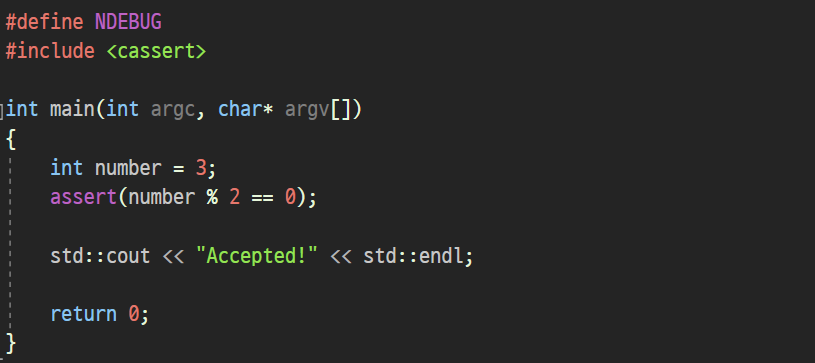 #define NDEBUG
#include <cassert>
int main(int argc, char* argv[])
{
int number = 3;
assert(number % 2 == 0);
std::cout << "Accepted!" << std::endl;
return 0;
}